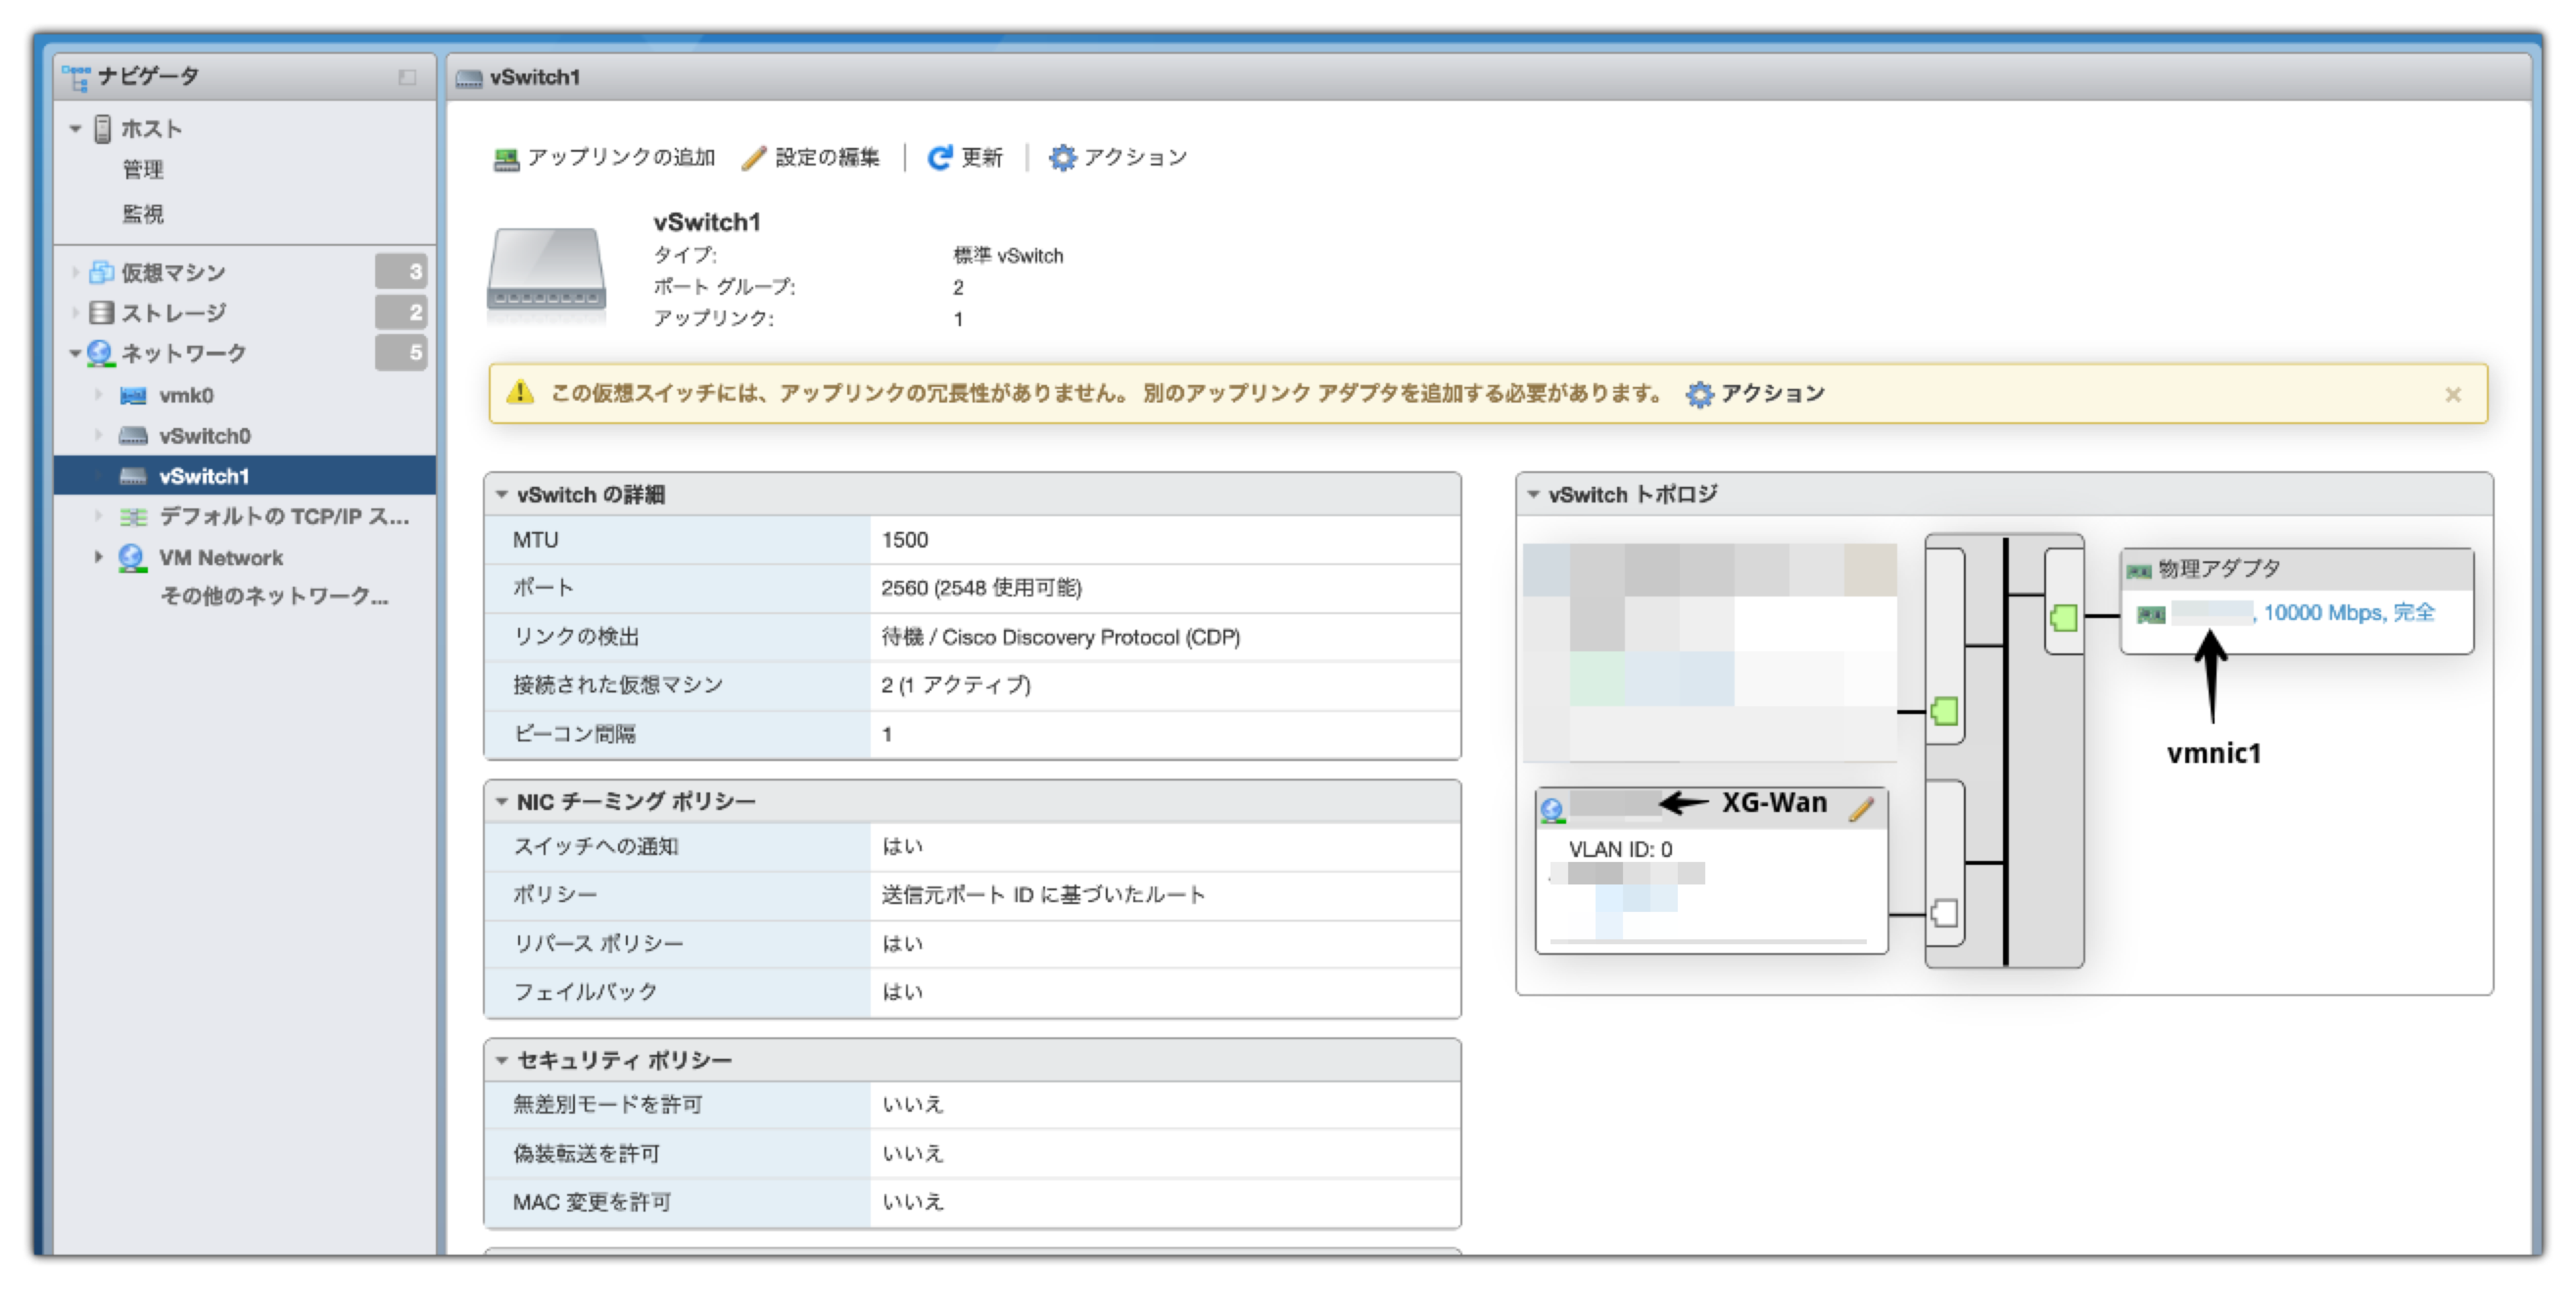 ナビゲータ
ホスト
管理
監視
仮想マシン 3
ストレージ 2
ネットワーク 5
vmk0
vSwitch0
vSwitch1
デフォルトの TCP/IP ス...
VM Network
その他のネットワーク...
vSwitch1
アップリンクの追加 設定の編集 更新 アクション
vSwitch1
タイプ: 標準 vSwitch
ポート グループ: 2
アップリンク: 1
この仮想スイッチには、アップリンクの冗長性がありません。 別のアップリンク アダプタを追加する必要があります。 アクション
vSwitch の詳細
MTU 1500
ポート 2560 (2548 使用可能)
リンクの検出 待機 / Cisco Discovery Protocol (CDP)
接続された仮想マシン 2 (1 アクティブ)
ビーコン間隔 1
NIC チーミング ポリシー
スイッチへの通知 はい
ポリシー 送信元ポート ID に基づいたルート
リバース ポリシー はい
フェイルバック はい
セキュリティ ポリシー
無差別モードを許可 いいえ
偽装転送を許可 いいえ
MAC 変更を許可 いいえ
vSwitch トポロジ
物理アダプタ
, 10000 Mbps, 完全
vmnic1
XG-Wan
VLAN ID: 0